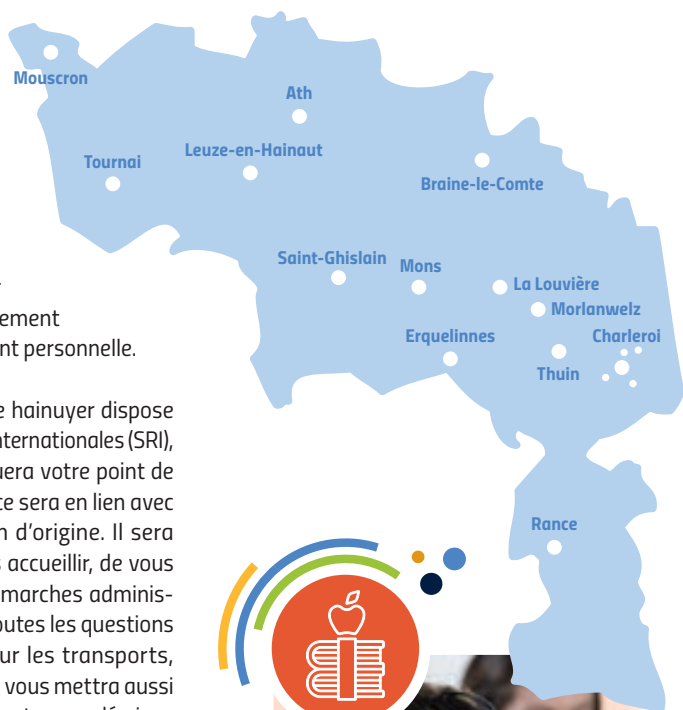 Mouscron
Ath
Tournai
Leuze-en-Hainaut
Braine-le-Comte
Saint-Ghislain
Mons
La Louvière
Morlanwelz
Erquelinnes
Charleroi
Thuin
Rance
nt personnelle.
e hainuyer dispose
nternationales (SRI),
uera votre point de
te sera en lien avec
n d'origine. Il sera
s accueillir, de vous
marches adminis-
outes les questions
ur les transports,
vous mettra aussi